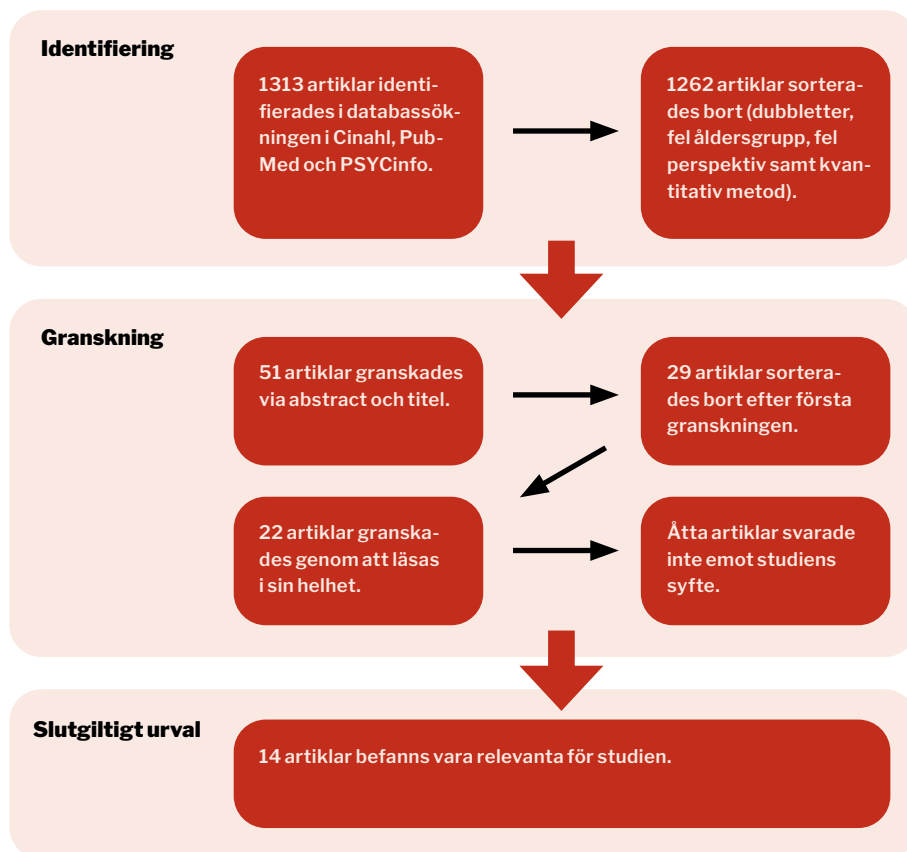 Identifiering
1313 artiklar identi-
fierades i databassök-
ningen i Cinahl, Pub-
Med och PSYCinfo.
1262 artiklar sortera-
des bort (dubbletter,
fel åldersgrupp, fel
perspektiv samt kvan-
titativ metod).
Granskning
51 artiklar granskades
via abstract och titel.
29 artiklar sortera-
des bort efter första
granskningen.
22 artiklar granska-
des genom att läsas
i sin helhet.
Åtta artiklar svarade
inte emot studiens
syfte.
Slutgiltigt urval
14 artiklar befanns vara relevanta för studien.